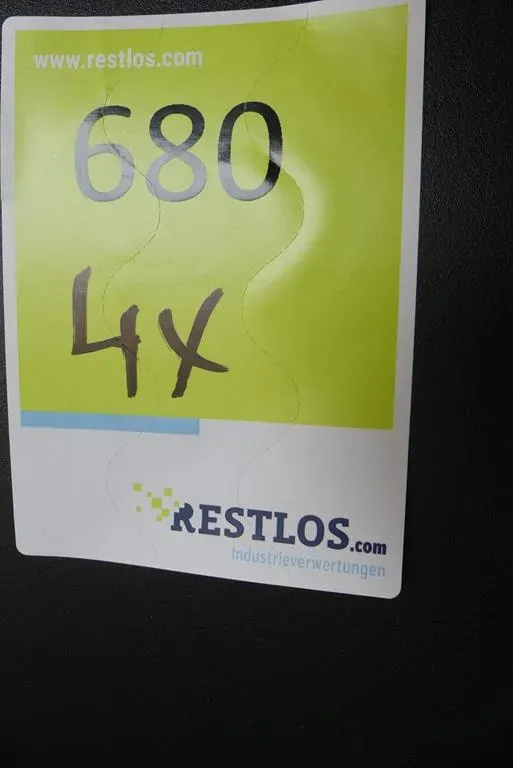 www.restlos.com
680
4x
RESTLOS.com
Industrieverwertungen